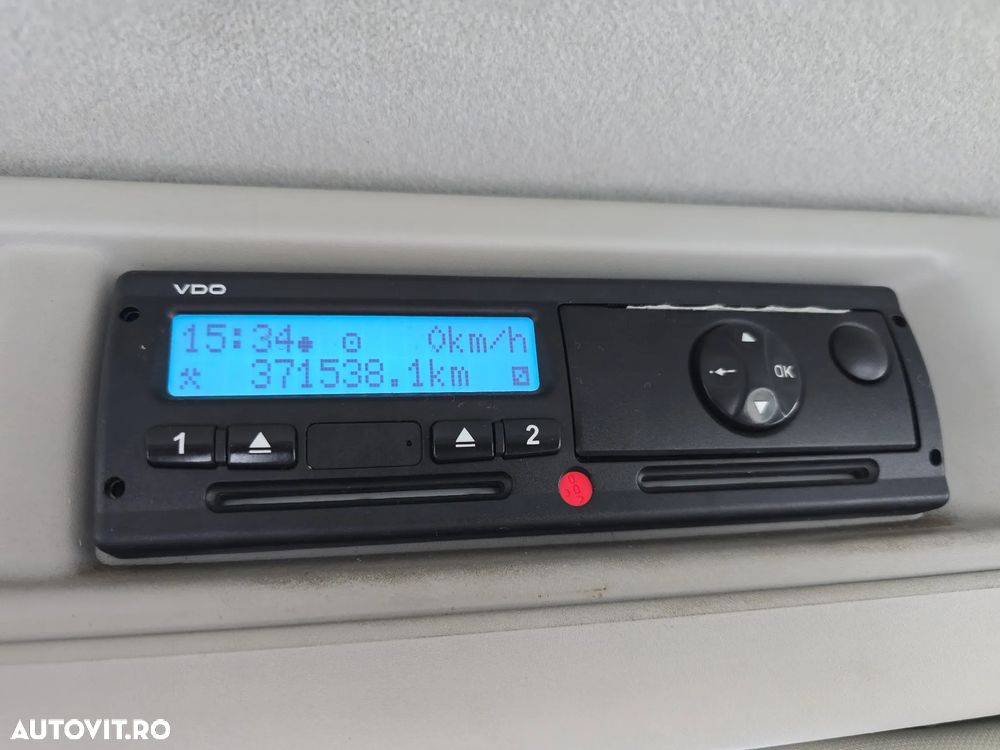 VDO
15:34 0km/h
371538.1km
1 2
OK
AUTOVIT.RO